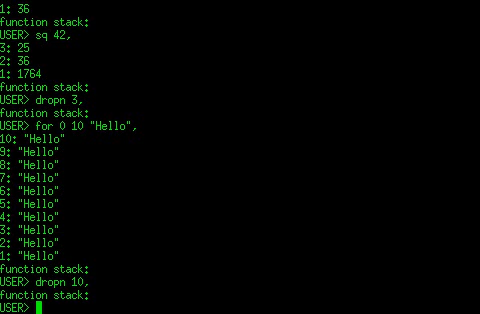 1: 36
function stack:
USER> sq 42,
3: 25
2: 36
1: 1764
function stack:
USER> dropn 3,
function stack:
USER> for 0 10 "Hello",
10: "Hello"
9: "Hello"
8: "Hello"
7: "Hello"
6: "Hello"
5: "Hello"
4: "Hello"
3: "Hello"
2: "Hello"
1: "Hello"
function stack:
USER> dropn 10,
function stack:
USER>